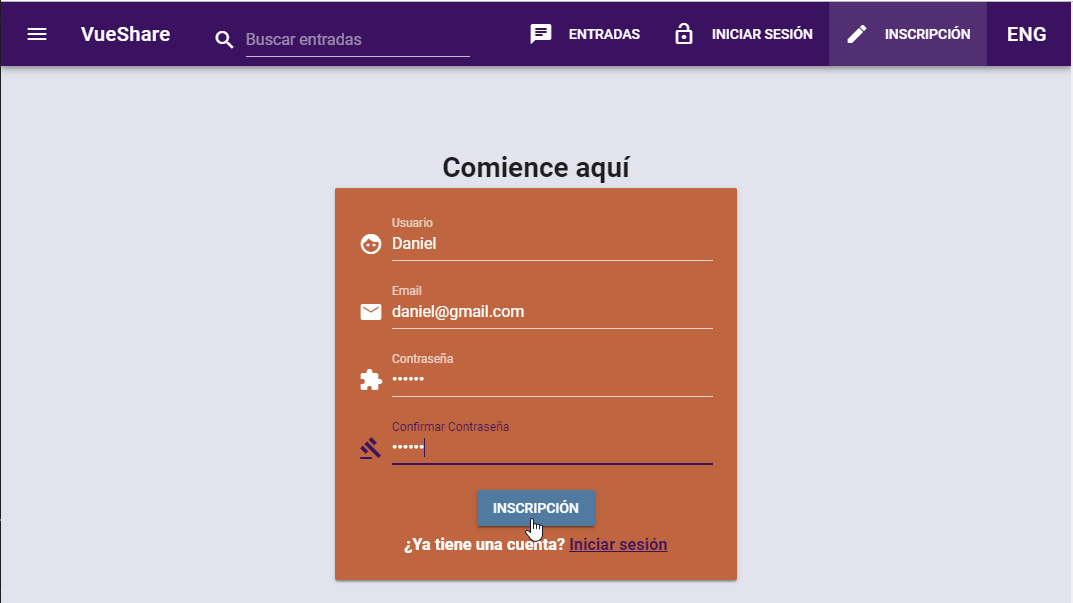 VueShare Buscar entradas ENTRADAS INICIAR SESIÓN INSCRIPCIÓN ENG
Comience aquí
Usuario
Daniel
Email
daniel@gmail.com
Contraseña
••••••
Confirmar Contraseña
••••••
INSCRIPCIÓN
¿Ya tiene una cuenta? Iniciar sesión